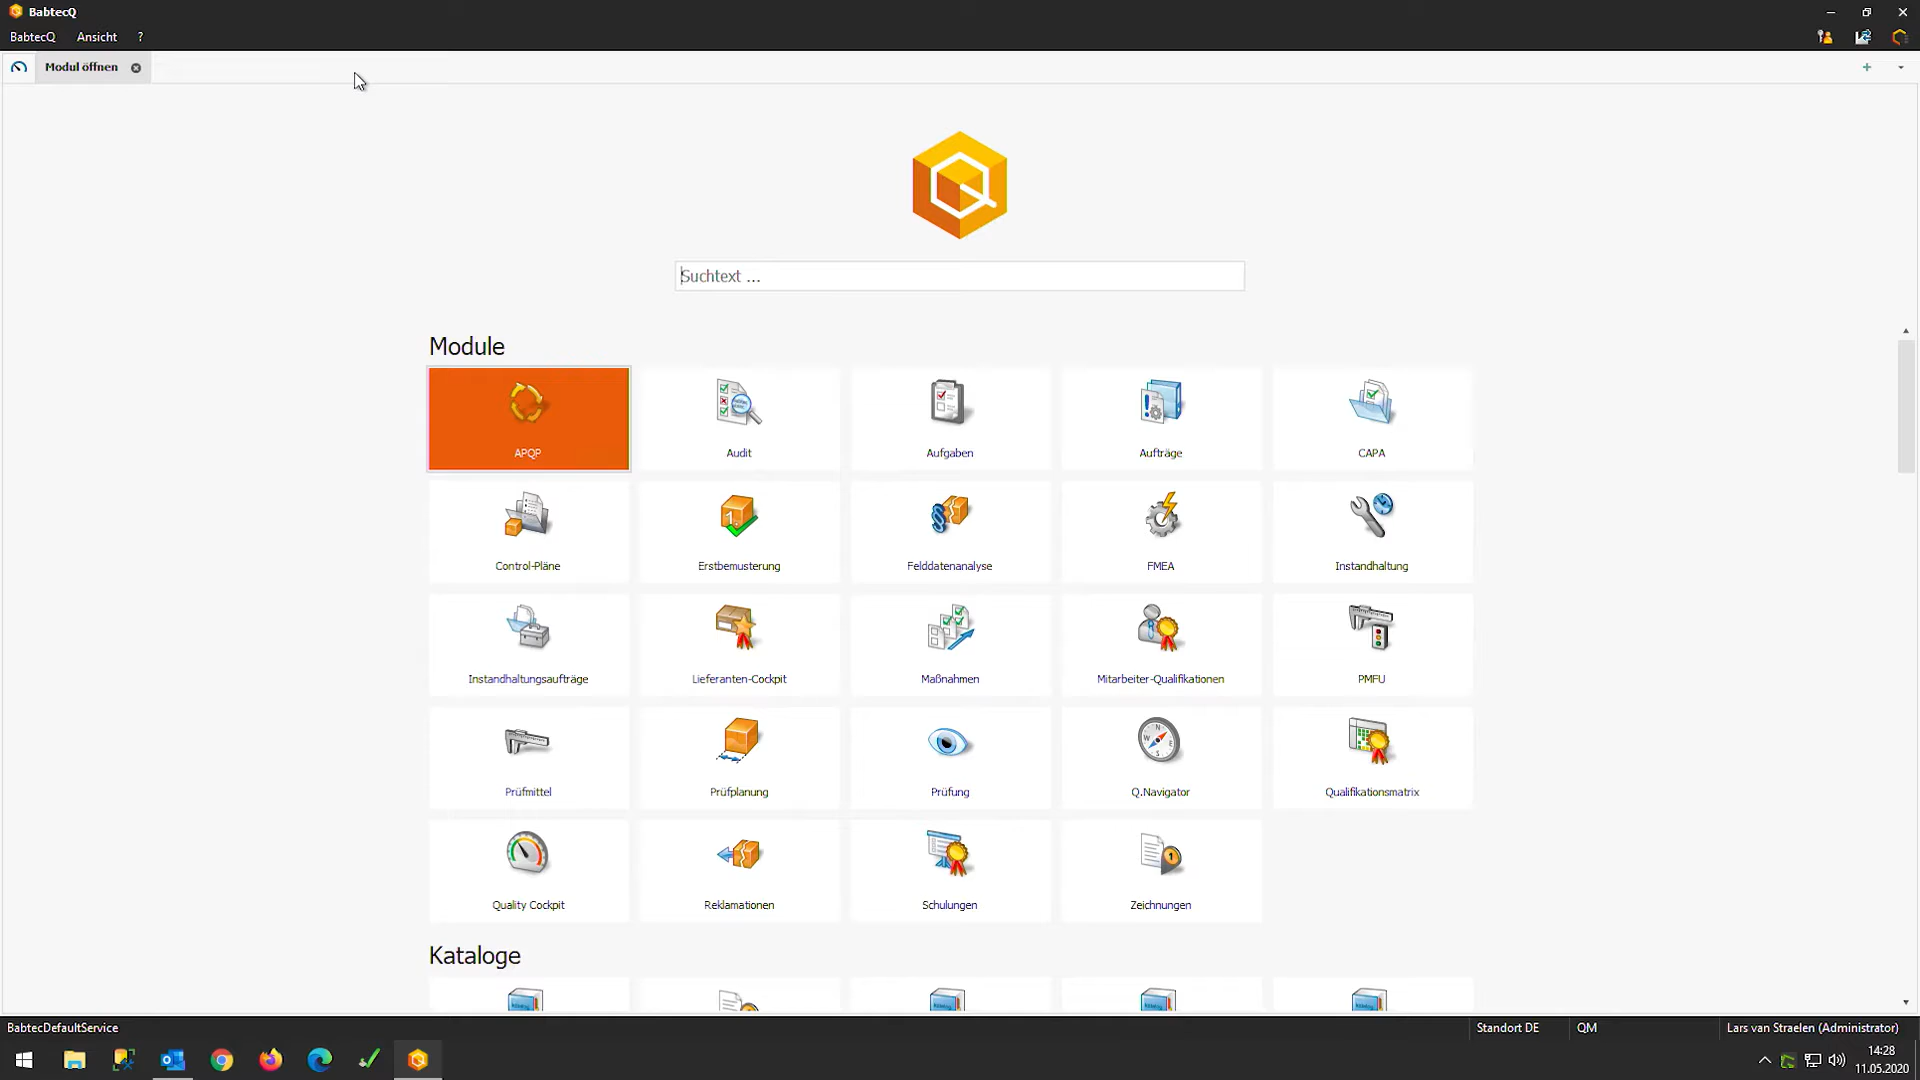 BabtecQ
BabtecQ Ansicht ?
Modul öffnen
Suchtext ...
Module
APQP Audit Aufgaben Aufträge CAPA
Control-Pläne Erstbemusterung Felddatenanalyse FMEA Instandhaltung
Instandhaltungsaufträge Lieferanten-Cockpit Maßnahmen Mitarbeiter-Qualifikationen PMFU
Prüfmittel Prüfplanung Prüfung Q.Navigator Qualifikationsmatrix
Quality Cockpit Reklamationen Schulungen Zeichnungen
Kataloge
BabtecDefaultService Standort DE QM Lars van Straelen (Administrator)
14:28
11.05.2020